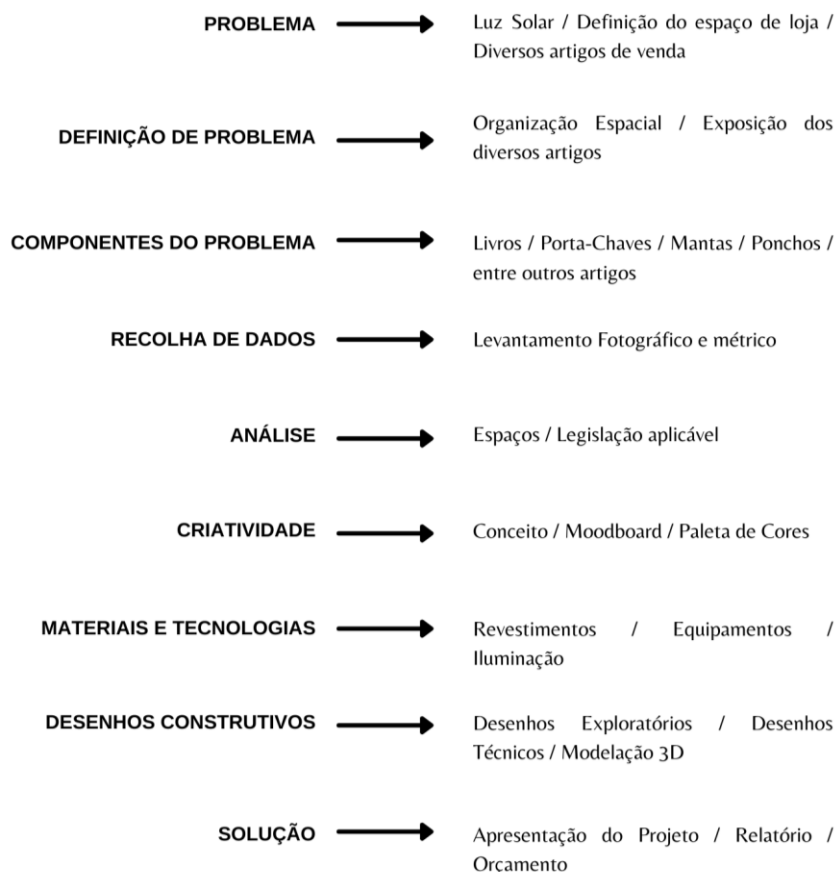 PROBLEMA
Luz Solar / Definição do espaço de loja /
Diversos artigos de venda
DEFINIÇÃO DE PROBLEMA
Organização Espacial / Exposição dos
diversos artigos
COMPONENTES DO PROBLEMA
Livros / Porta-Chaves / Mantas / Ponchos /
entre outros artigos
RECOLHA DE DADOS
Levantamento Fotográfico e métrico
ANÁLISE
Espaços / Legislação aplicável
CRIATIVIDADE
Conceito / Moodboard / Paleta de Cores
MATERIAIS E TECNOLOGIAS
Revestimentos / Equipamentos /
Iluminação
DESENHOS CONSTRUTIVOS
Desenhos Exploratórios / Desenhos
Técnicos / Modelação 3D
SOLUÇÃO
Apresentação do Projeto / Relatório /
Orçamento